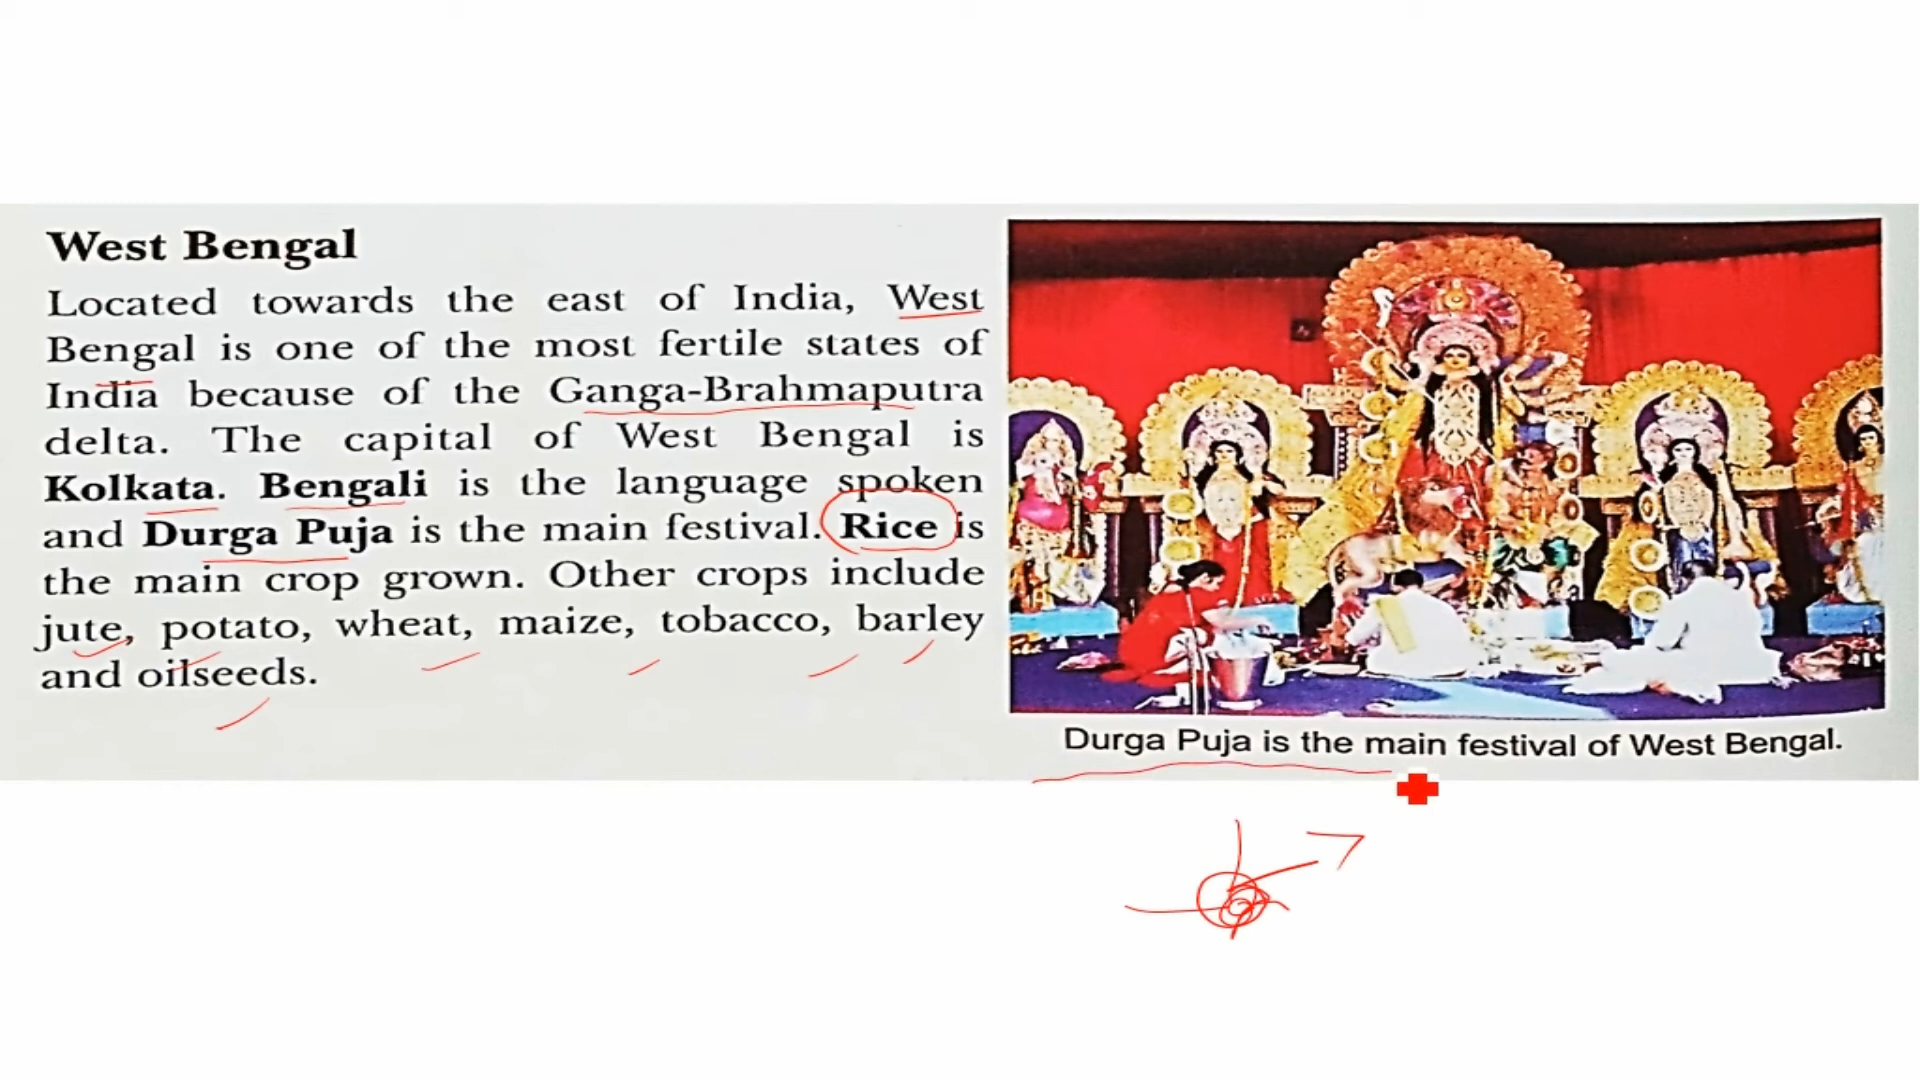 West Bengal
Located towards the east of India, West
Bengal is one of the most fertile states of
India because of the Ganga-Brahmaputra
delta. The capital of West Bengal is
Kolkata. Bengali is the language spoken
and Durga Puja is the main festival. Rice is
the main crop grown. Other crops include
jute, potato, wheat, maize, tobacco, barley
and oilseeds.
Durga Puja is the main festival of West Bengal.